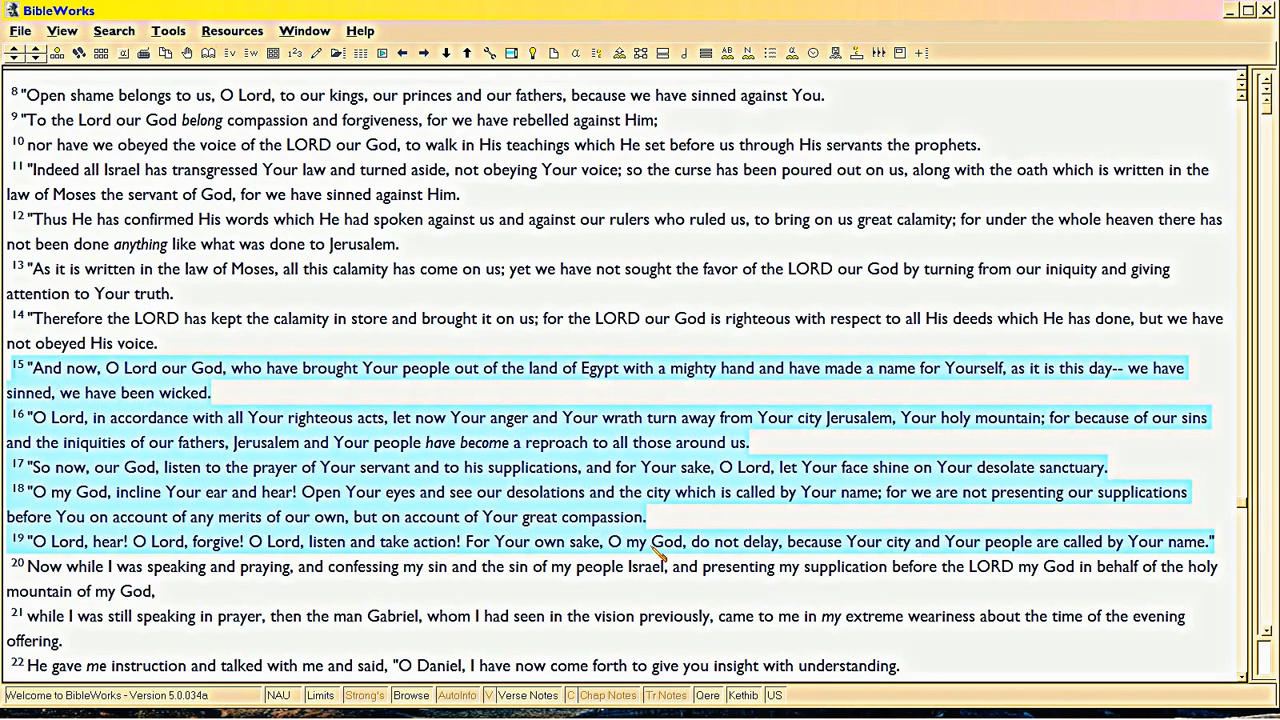 BibleWorks
File View Search Tools Resources Window Help
8 "Open shame belongs to us, O Lord, to our kings, our princes and our fathers, because we have sinned against You.
9 "To the Lord our God belong compassion and forgiveness, for we have rebelled against Him;
10 nor have we obeyed the voice of the LORD our God, to walk in His teachings which He set before us through His servants the prophets.
11 "Indeed all Israel has transgressed Your law and turned aside, not obeying Your voice; so the curse has been poured out on us, along with the oath which is written in the
law of Moses the servant of God, for we have sinned against Him.
12 "Thus He has confirmed His words which He had spoken against us and against our rulers who ruled us, to bring on us great calamity; for under the whole heaven there has
not been done anything like what was done to Jerusalem.
13 "As it is written in the law of Moses, all this calamity has come on us; yet we have not sought the favor of the LORD our God by turning from our iniquity and giving
attention to Your truth.
14 "Therefore the LORD has kept the calamity in store and brought it on us; for the LORD our God is righteous with respect to all His deeds which He has done, but we have
not obeyed His voice.
15 "And now, O Lord our God, who have brought Your people out of the land of Egypt with a mighty hand and have made a name for Yourself, as it is this day-- we have
sinned, we have been wicked.
16 "O Lord, in accordance with all Your righteous acts, let now Your anger and Your wrath turn away from Your city Jerusalem, Your holy mountain; for because of our sins
and the iniquities of our fathers, Jerusalem and Your people have become a reproach to all those around us.
17 "So now, our God, listen to the prayer of Your servant and to his supplications, and for Your sake, O Lord, let Your face shine on Your desolate sanctuary.
18 "O my God, incline Your ear and hear! Open Your eyes and see our desolations and the city which is called by Your name; for we are not presenting our supplications
before You on account of any merits of our own, but on account of Your great compassion.
19 "O Lord, hear! O Lord, forgive! O Lord, listen and take action! For Your own sake, O my God, do not delay, because Your city and Your people are called by Your name."
20 Now while I was speaking and praying, and confessing my sin and the sin of my people Israel, and presenting my supplication before the LORD my God in behalf of the holy
mountain of my God,
21 while I was still speaking in prayer, then the man Gabriel, whom I had seen in the vision previously, came to me in my extreme weariness about the time of the evening
offering.
22 He gave me instruction and talked with me and said, "O Daniel, I have now come forth to give you insight with understanding.
Welcome to BibleWorks - Version 5.0.034a NAU Limits Strong's Browse AutoInfo V Verse Notes C Chap Notes Tr Notes Qere Kethib US